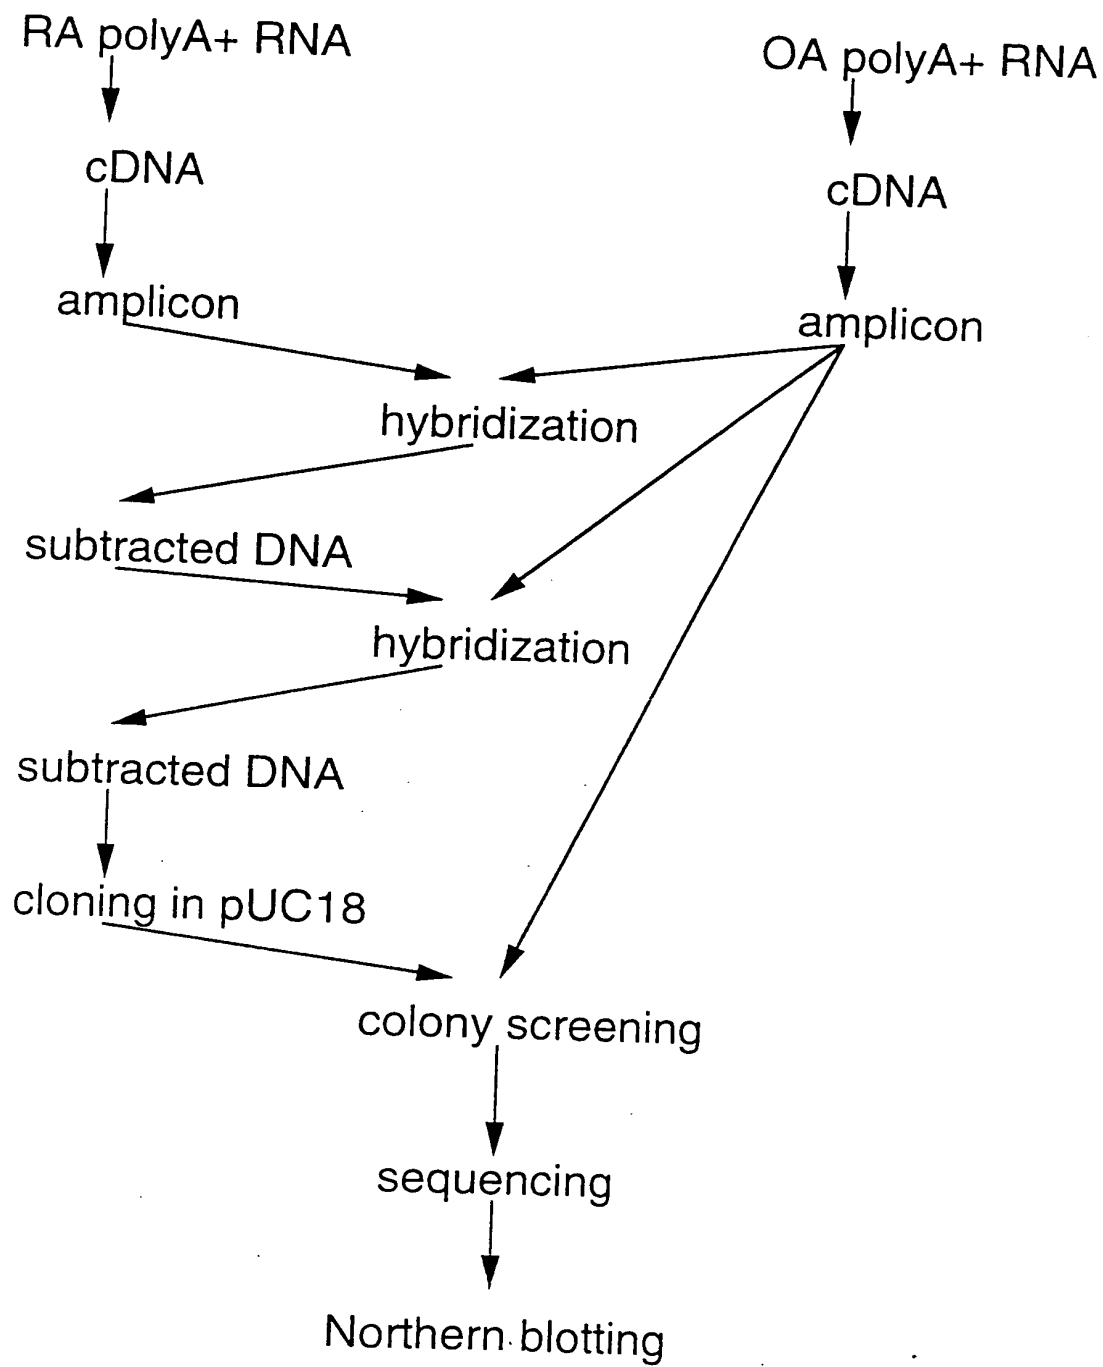 RA polyA+ RNA
OA polyA+ RNA
cDNA
cDNA
amplicon
amplicon
hybridization
subtracted DNA
hybridization
subtracted DNA
cloning in pUC18
colony screening
sequencing
Northern blotting